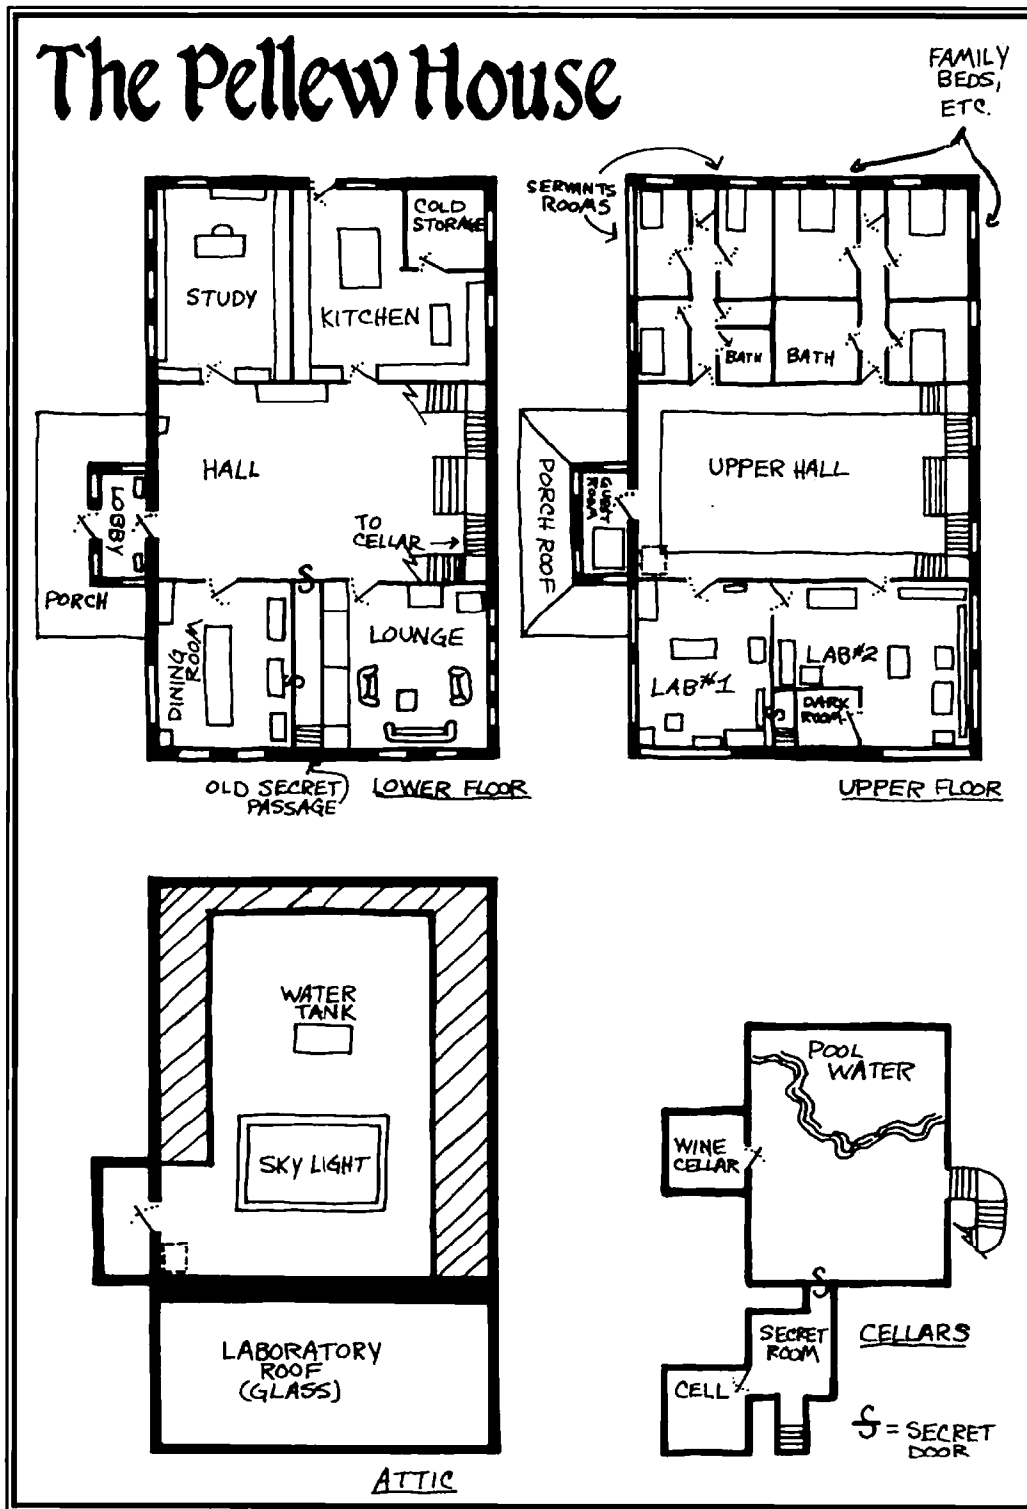 The Pellew House
FAMILY
BEDS,
ETC.
SERVANTS
ROOMS
COLD
STORAGE
STUDY
KITCHEN
HALL
LOBBY
PORCH
TO
CELLAR
S
DINING
ROOM
S
LOUNGE
OLD SECRET
PASSAGE
LOWER FLOOR
BATH
BATH
UPPER HALL
PORCH ROOF
GUEST
ROOM
LAB #1
LAB #2
S
DARK
ROOM
UPPER FLOOR
WATER
TANK
SKY LIGHT
LABORATORY
ROOF
(GLASS)
ATTIC
POOL
WATER
WINE
CELLAR
S
SECRET
ROOM
CELL
CELLARS
S = SECRET
DOOR